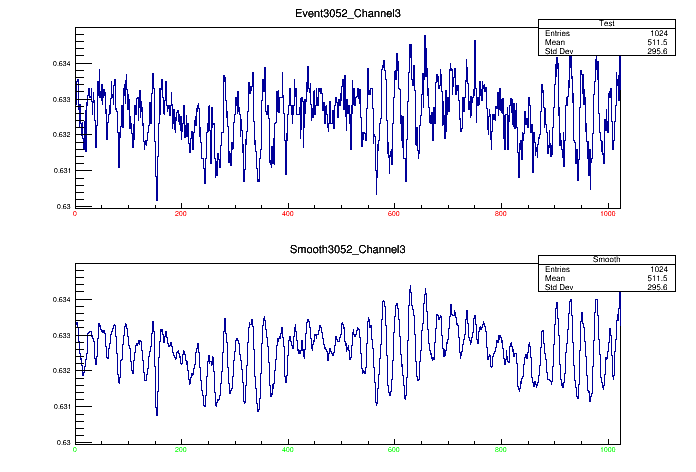 Event3052_Channel3
Test
Entries 1024
Mean 511.5
Std Dev 295.6
0.634
0.633
0.632
0.631
0.63
0 200 400 600 800 1000
Smooth3052_Channel3
Smooth
Entries 1024
Mean 511.5
Std Dev 295.6
0.634
0.633
0.632
0.631
0.63
0 200 400 600 800 1000